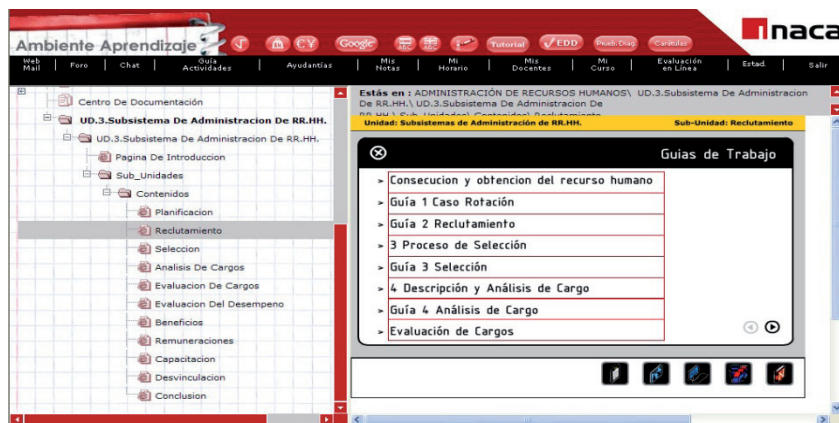 Ambiente Aprendizaje
Google
ABC
Tutorial
EDD
Prueb. Diag
Carátulas
inaca
Web Mail
Foro
Chat
Guía Actividades
Ayudantías
Mis Notas
Mi Horario
Mis Docentes
Mi Curso
Evaluación en Línea
Estad.
Salir
Centro De Documentación
UD.3.Subsistema De Administracion De RR.HH.
UD.3.Subsistema De Administracion De RR.HH.
Pagina De Introduccion
Sub_Unidades
Contenidos
Planificacion
Reclutamiento
Seleccion
Analisis De Cargos
Evaluacion De Cargos
Evaluacion Del Desempeno
Beneficios
Remuneraciones
Capacitacion
Desvinculacion
Conclusion
Estás en : ADMINISTRACIÓN DE RECURSOS HUMANOS\ UD.3.Subsistema De Administracion
De RR.HH.\ UD.3.Subsistema De Administracion De
RR.HH.\ Sub_Unidades\ Contenidos\ Reclutamiento
Unidad: Subsistemas de Administración de RR.HH.
Sub-Unidad: Reclutamiento
Guias de Trabajo
Consecucion y obtencion del recurso humano
Guía 1 Caso Rotación
Guía 2 Reclutamiento
3 Proceso de Selección
Guía 3 Selección
4 Descripción y Análisis de Cargo
Guía 4 Análisis de Cargo
Evaluación de Cargos